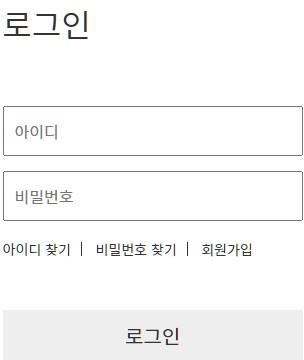 로그인
아이디
비밀번호
아이디 찾기 | 비밀번호 찾기 | 회원가입
로그인